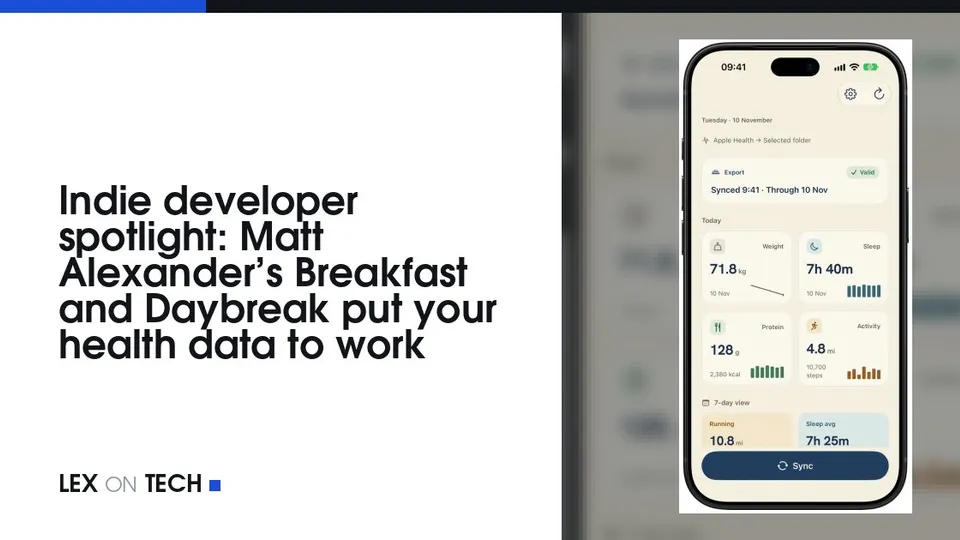 Indie developer
spotlight: Matt
Alexander’s Breakfast
and Daybreak put your
health data to work
LEX ON TECH
09:41
Tuesday · 10 November
Apple Health → Selected folder
Export
Valid
Synced 9:41 · Through 10 Nov
Today
Weight
71.8 kg
10 Nov
Sleep
7h 40m
10 Nov
Protein
128 g
2,380 kcal
Activity
4.8 mi
10,700
steps
7-day view
Running
10.8 mi
Sleep avg
7h 25m
Sync